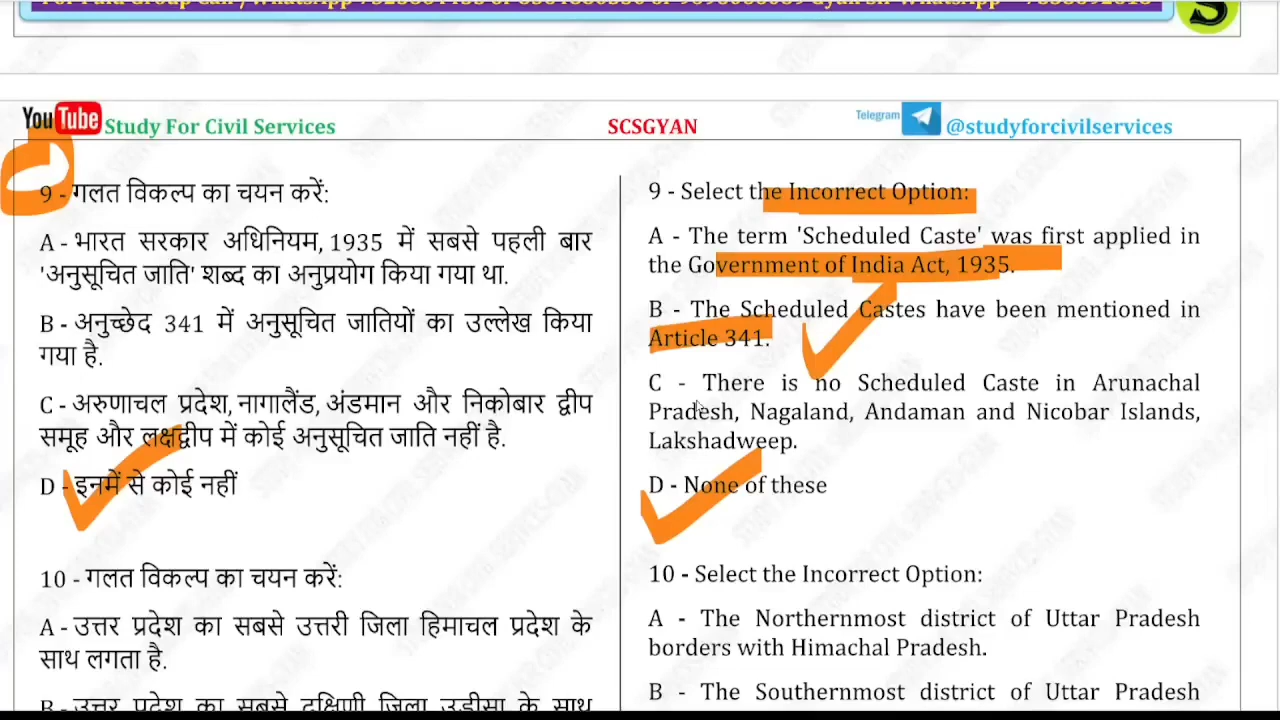 YouTube Study For Civil Services
SCSGYAN
Telegram @studyforcivilservices
9 - गलत विकल्प का चयन करें:
A - भारत सरकार अधिनियम, 1935 में सबसे पहली बार
'अनुसूचित जाति' शब्द का अनुप्रयोग किया गया था.
B - अनुच्छेद 341 में अनुसूचित जातियों का उल्लेख किया
गया है.
C - अरुणाचल प्रदेश, नागालैंड, अंडमान और निकोबार द्वीप
समूह और लक्षद्वीप में कोई अनुसूचित जाति नहीं है.
D - इनमें से कोई नहीं
10 - गलत विकल्प का चयन करें:
A - उत्तर प्रदेश का सबसे उत्तरी जिला हिमाचल प्रदेश के
साथ लगता है.
B - उत्तर प्रदेश का सबसे दक्षिणी जिला उड़ीसा के साथ
9 - Select the Incorrect Option:
A - The term 'Scheduled Caste' was first applied in
the Government of India Act, 1935.
B - The Scheduled Castes have been mentioned in
Article 341.
C - There is no Scheduled Caste in Arunachal
Pradesh, Nagaland, Andaman and Nicobar Islands,
Lakshadweep.
D - None of these
10 - Select the Incorrect Option:
A - The Northernmost district of Uttar Pradesh
borders with Himachal Pradesh.
B - The Southernmost district of Uttar Pradesh